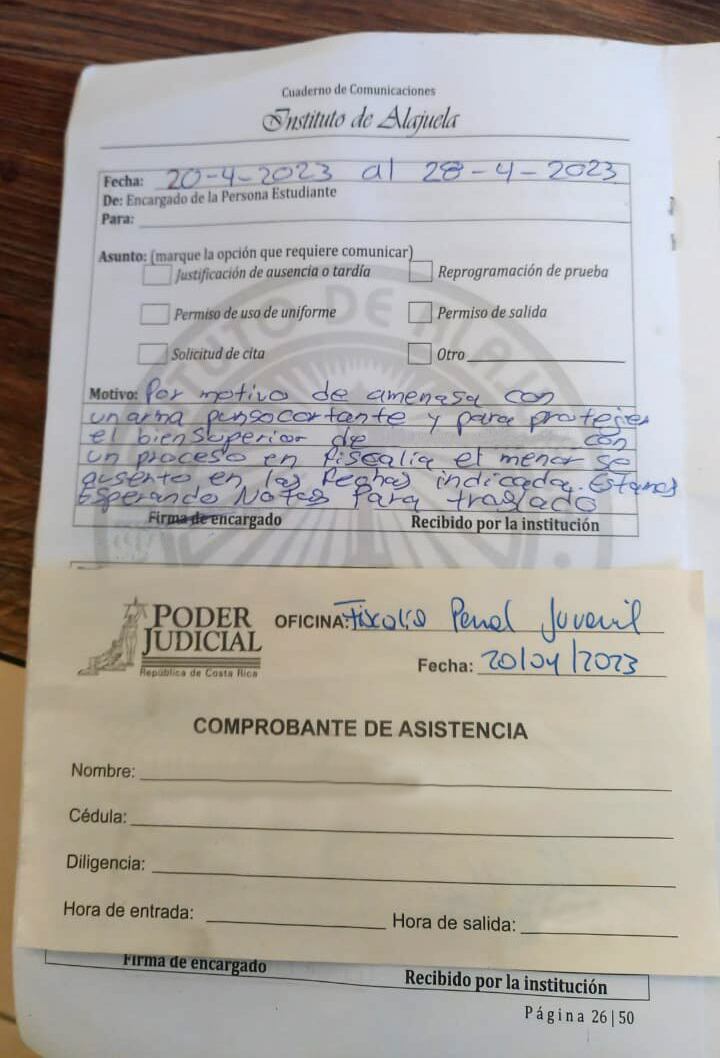 Cuaderno de Comunicaciones
Instituto de Alajuela
Fecha: 20-4-2023 al 28-4-2023
De: Encargado de la Persona Estudiante
Para:
Asunto: (marque la opción que requiere comunicar)
Justificación de ausencia o tardía Reprogramación de prueba
Permiso de uso de uniforme Permiso de salida
Solicitud de cita Otro
Motivo: Por motivo de amenasa con
un arma punsocortante y para protejer
el bien superior de con
un proceso en fiscalia el menor se
ausento en las fechas indicada. Estamos
Esperando Notas para traslado
Firma de encargado Recibido por la institución
PODER JUDICIAL
República de Costa Rica
OFICINA: Fiscalía Penal Juvenil
Fecha: 20/04/2023
COMPROBANTE DE ASISTENCIA
Nombre:
Cédula:
Diligencia:
Hora de entrada: Hora de salida:
Firma de encargado Recibido por la institución
Página 26|50